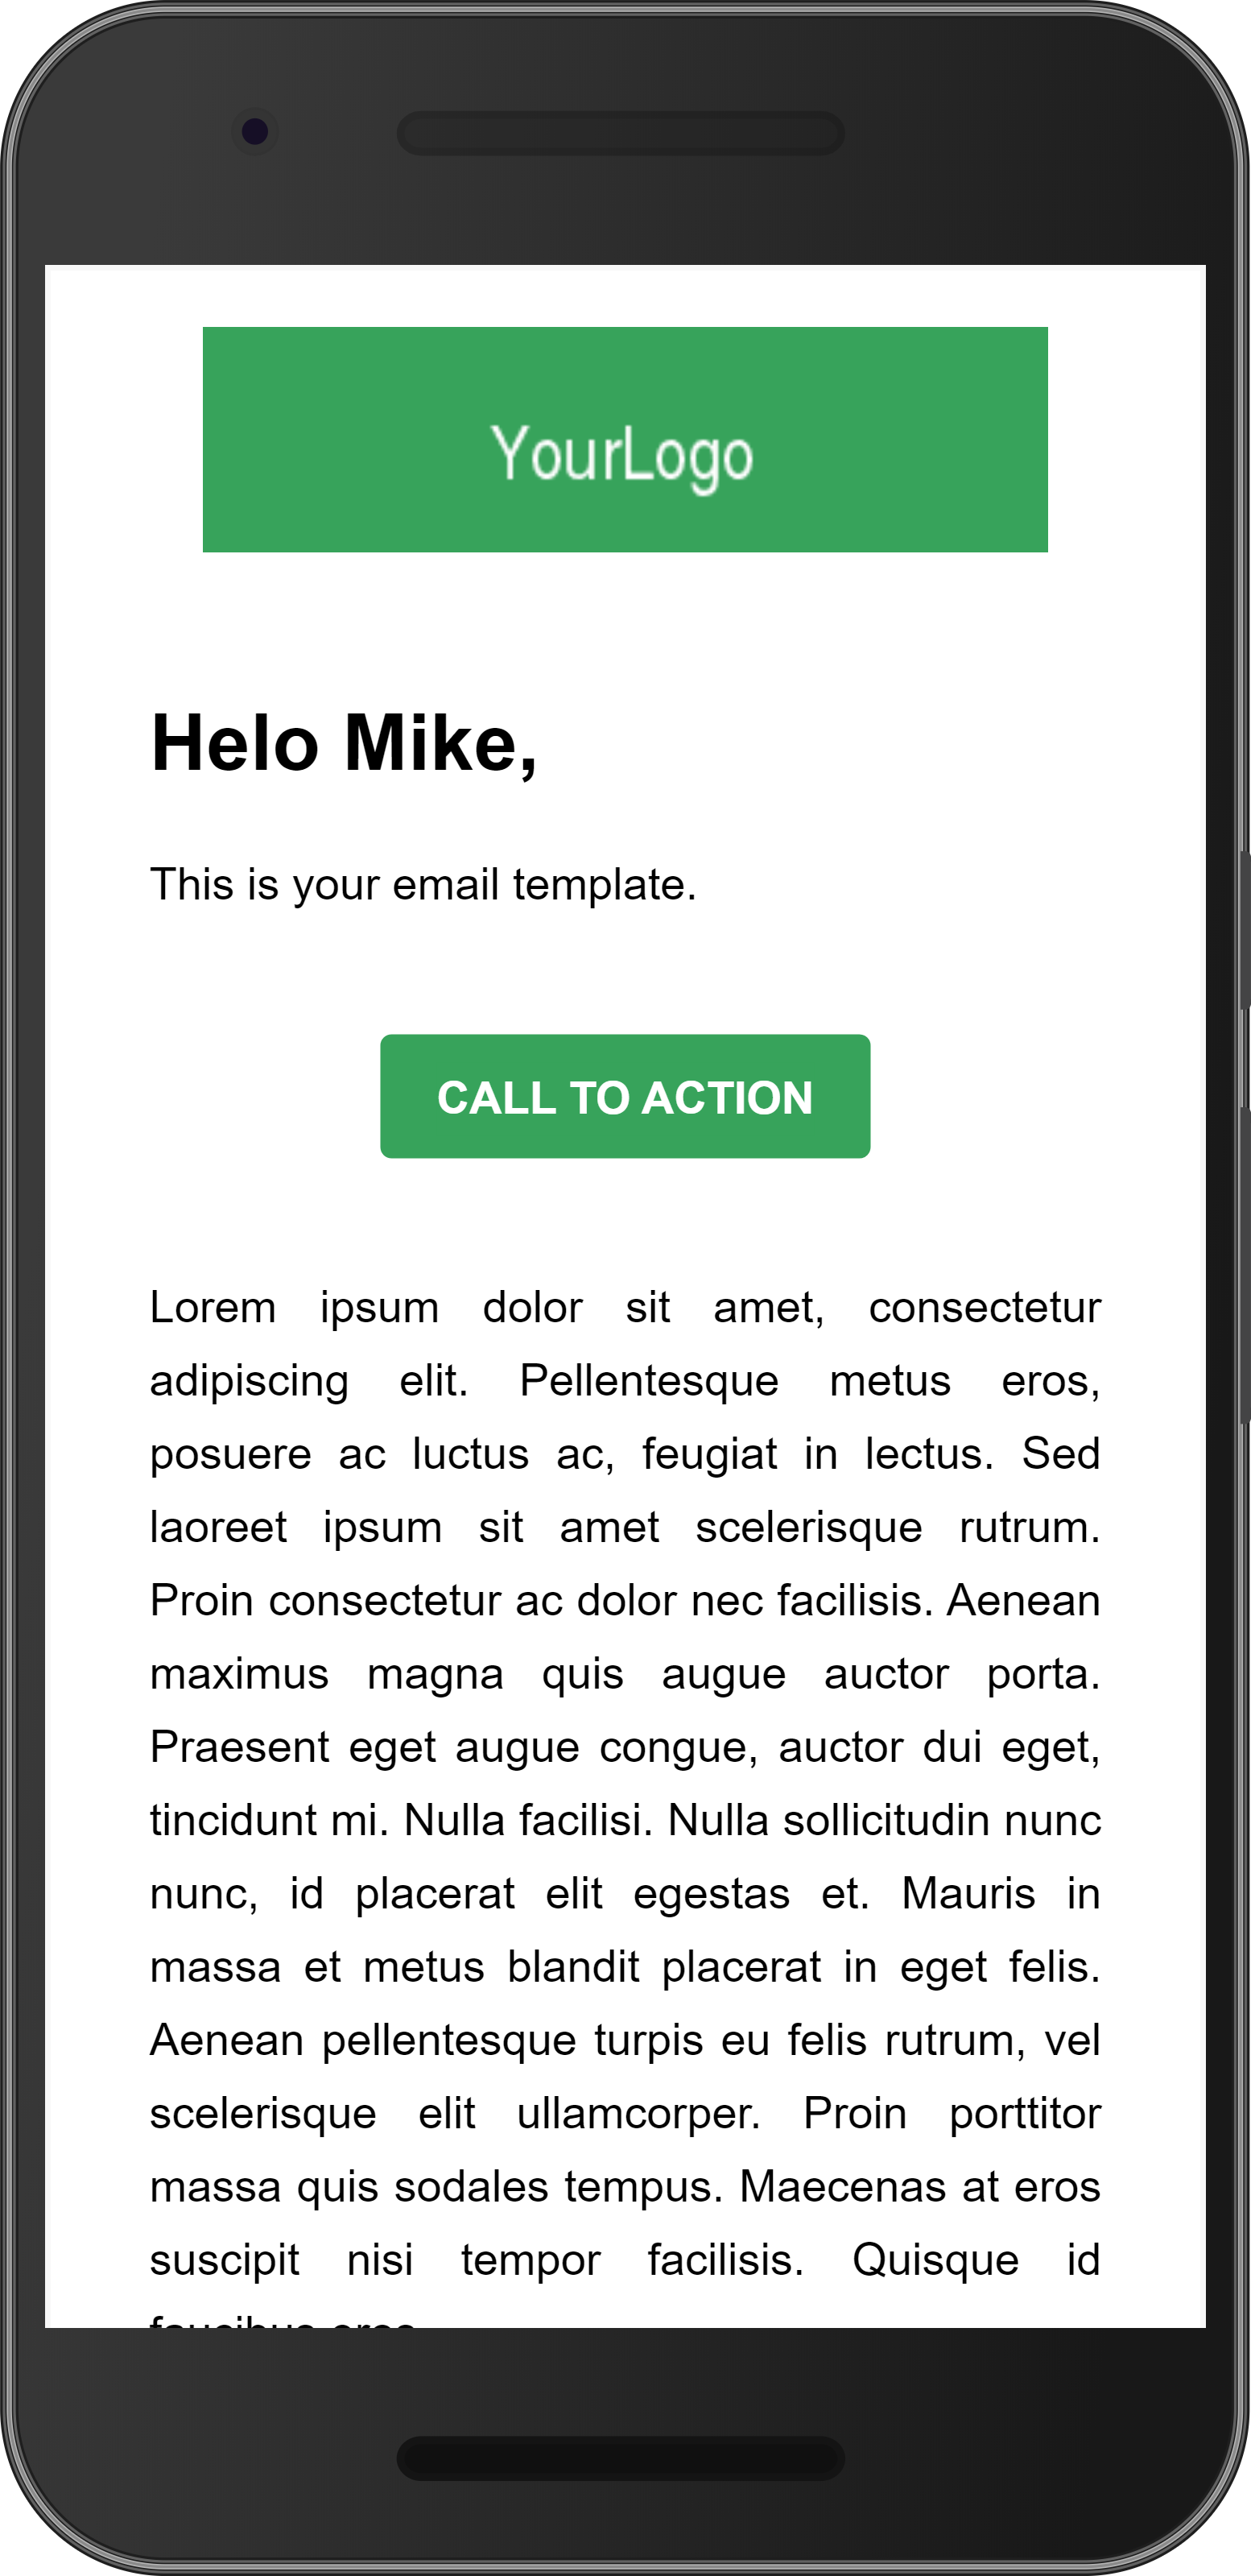 YourLogo
Helo Mike,
This is your email template.
CALL TO ACTION
Lorem ipsum dolor sit amet, consectetur
adipiscing elit. Pellentesque metus eros,
posuere ac luctus ac, feugiat in lectus. Sed
laoreet ipsum sit amet scelerisque rutrum.
Proin consectetur ac dolor nec facilisis. Aenean
maximus magna quis augue auctor porta.
Praesent eget augue congue, auctor dui eget,
tincidunt mi. Nulla facilisi. Nulla sollicitudin nunc
nunc, id placerat elit egestas et. Mauris in
massa et metus blandit placerat in eget felis.
Aenean pellentesque turpis eu felis rutrum, vel
scelerisque elit ullamcorper. Proin porttitor
massa quis sodales tempus. Maecenas at eros
suscipit nisi tempor facilisis. Quisque id